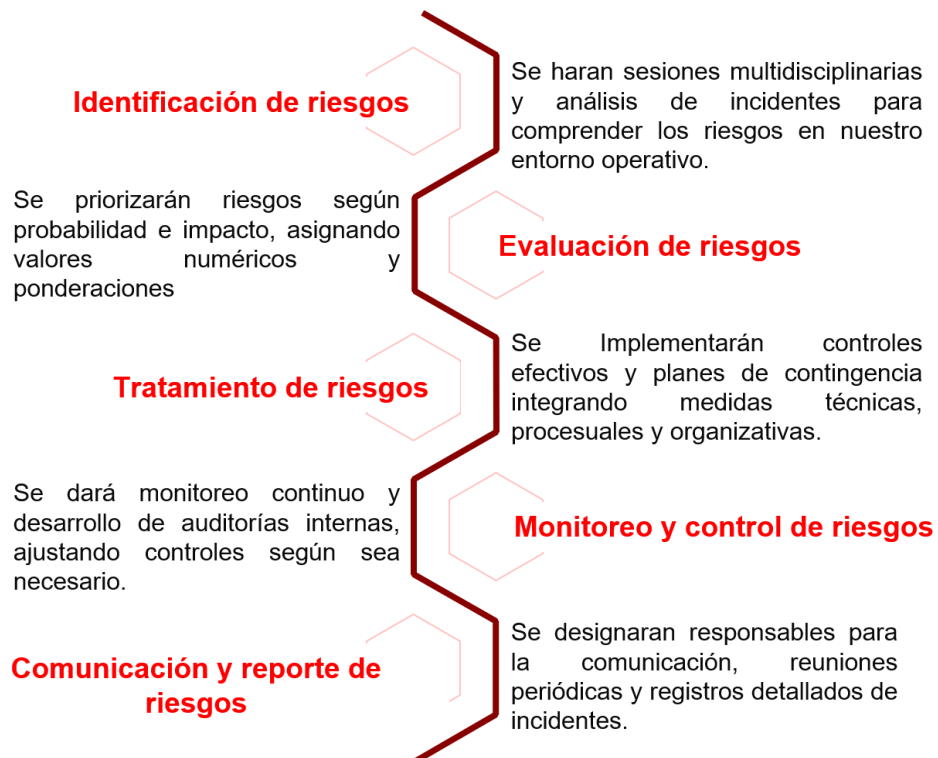 Identificación de riesgos
Se haran sesiones multidisciplinarias
y análisis de incidentes para
comprender los riesgos en nuestro
entorno operativo.
Se priorizarán riesgos según
probabilidad e impacto, asignando
valores numéricos y
ponderaciones
Evaluación de riesgos
Tratamiento de riesgos
Se Implementarán controles
efectivos y planes de contingencia
integrando medidas técnicas,
procesuales y organizativas.
Se dará monitoreo continuo y
desarrollo de auditorías internas,
ajustando controles según sea
necesario.
Monitoreo y control de riesgos
Comunicación y reporte de
riesgos
Se designaran responsables para
la comunicación, reuniones
periódicas y registros detallados de
incidentes.